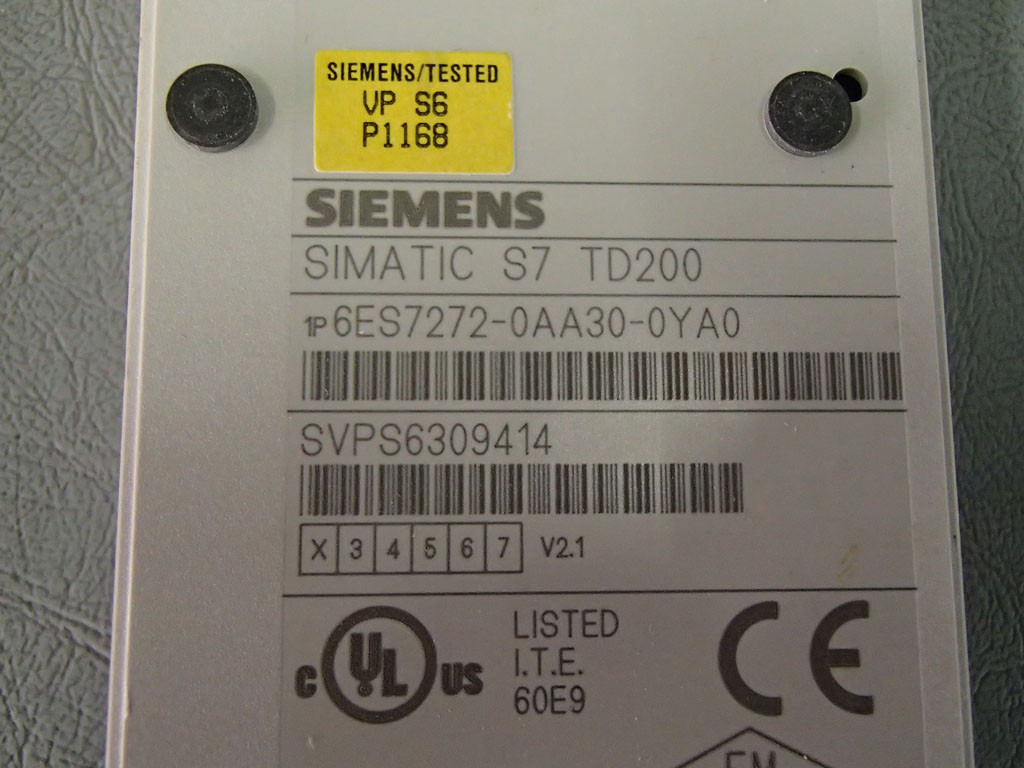 SIEMENS/TESTED
VP S6
P1168
SIEMENS
SIMATIC S7 TD200
1P 6ES7272-0AA30-0YA0
SVPS6309414
X 3 4 5 6 7 V2.1
c UL us
LISTED
I.T.E.
60E9
CE
FM